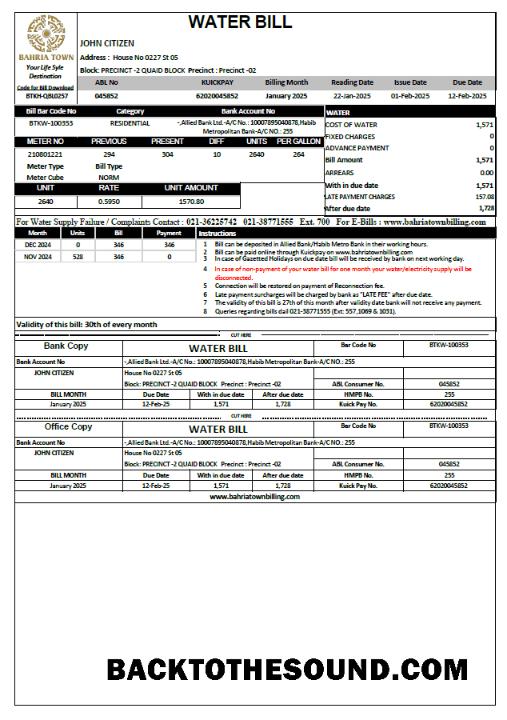 WATER BILL
BAHRIA TOWN
Your Life Syle
Destination
JOHN CITIZEN
Address : House No 0227 St 05
Block: PRECINCT -2 QUAID BLOCK Precinct : Precinct -02
Code for Bill Download ABL No KUICKPAY Billing Month Reading Date Issue Date Due Date
BTKH-QBL0257 045852 62020045852 January 2025 22-Jan-2025 01-Feb-2025 12-Feb-2025
Bill Bar Code No Category Bank Account No
BTKW-100353 RESIDENTIAL -,Allied Bank Ltd.-A/C No.: 10007895040878,Habib
Metropolitan Bank-A/C NO.: 255
METER NO PREVIOUS PRESENT DIFF UNITS PER GALLON
210801221 294 304 10 2640 264
Meter Type Bill Type
Meter Cube NORM
UNIT RATE UNIT AMOUNT
2640 0.5950 1570.80
WATER
COST OF WATER 1,571
FIXED CHARGES 0
ADVANCE PAYMENT 0
Bill Amount 1,571
ARREARS 0.00
With in due date 1,571
LATE PAYMENT CHARGES 157.08
After due date 1,728
For Water Supply Failure / Complaints Contact : 021-36225742 021-38771555 Ext. 700 For E-Bills : www.bahriatownbilling.com
Month Units Bill Payment
DEC 2024 0 346 346
NOV 2024 528 346 0
Instructions
1 Bill can be deposited in Allied Bank/Habib Metro Bank in their working hours.
2 Bill can be paid online through Kuickpay on www.bahriatownbilling.com
3 In case of Gazetted Holidays on due date bill will be received by bank on next working day.
4 In case of non-payment of your water bill for one month your water/electricity supply will be
disconnected.
5 Connection will be restored on payment of Reconnection fee.
6 Late payment surcharges will be charged by bank as "LATE FEE" after due date.
7 The validity of this bill is 27th of this month after validity date bank will not receive any payment.
8 Queries regarding bills dail 021-38771555 (Ext: 557,1069 & 1031).
Validity of this bill: 30th of every month
CUT HERE
Bank Copy WATER BILL Bar Code No BTKW-100353
Bank Account No -,Allied Bank Ltd.-A/C No.: 10007895040878,Habib Metropolitan Bank-A/C NO.: 255
JOHN CITIZEN House No 0227 St 05
Block: PRECINCT -2 QUAID BLOCK Precinct : Precinct -02 ABL Consumer No. 045852
BILL MONTH Due Date With in due date After due date HMPB No. 255
January 2025 12-Feb-25 1,571 1,728 Kuick Pay No. 62020045852
CUT HERE
Office Copy WATER BILL Bar Code No BTKW-100353
Bank Account No -,Allied Bank Ltd.-A/C No.: 10007895040878,Habib Metropolitan Bank-A/C NO.: 255
JOHN CITIZEN House No 0227 St 05
Block: PRECINCT -2 QUAID BLOCK Precinct : Precinct -02 ABL Consumer No. 045852
BILL MONTH Due Date With in due date After due date HMPB No. 255
January 2025 12-Feb-25 1,571 1,728 Kuick Pay No. 62020045852
www.bahriatownbilling.com
BACKTOTHESOUND.COM